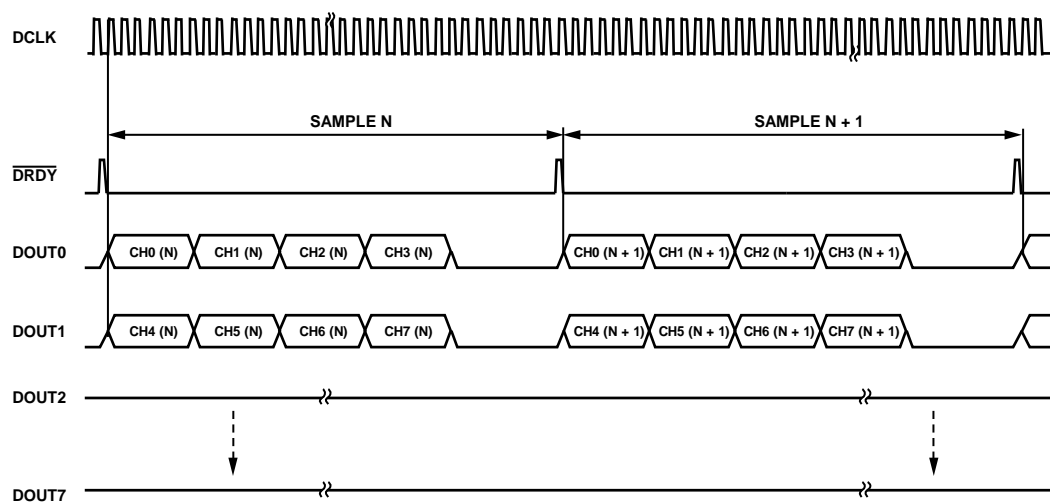 DCLK
SAMPLE N SAMPLE N + 1
DRDY
DOUT0 CH0 (N) CH1 (N) CH2 (N) CH3 (N) CH0 (N + 1) CH1 (N + 1) CH2 (N + 1) CH3 (N + 1)
DOUT1 CH4 (N) CH5 (N) CH6 (N) CH7 (N) CH4 (N + 1) CH5 (N + 1) CH6 (N + 1) CH7 (N + 1)
DOUT2
DOUT7